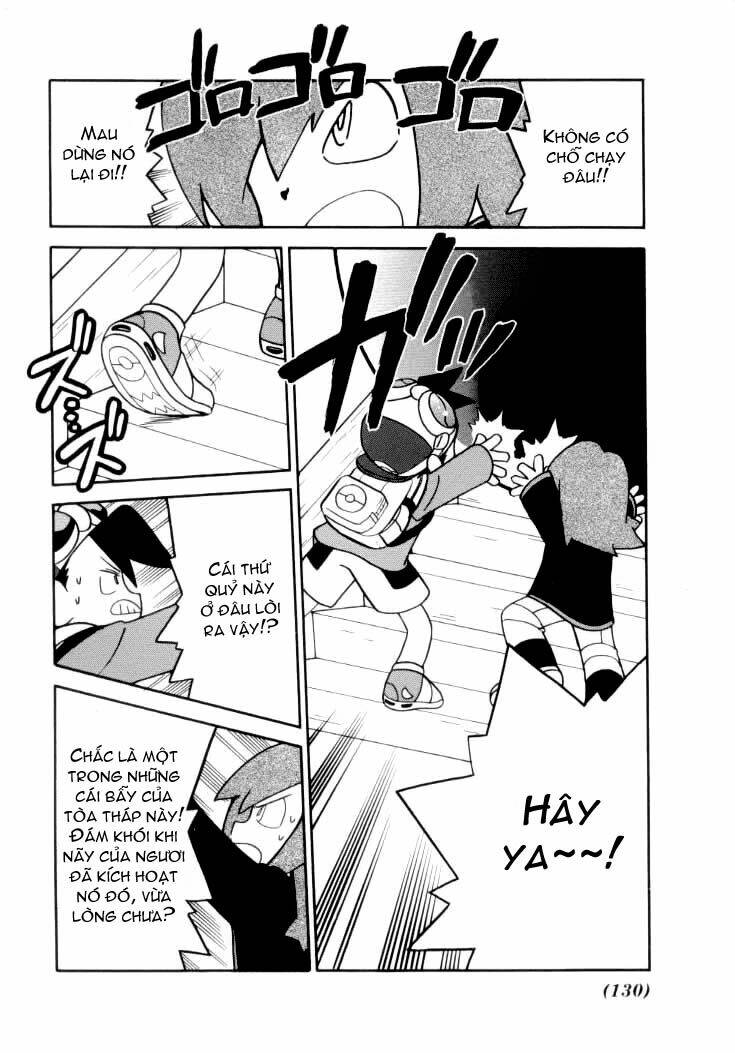 ゴロゴロゴロ
KHÔNG CÓ
CHỖ CHẠY
ĐÂU!!
MAU
DỪNG NÓ
LẠI ĐI!!
ガッ
ズ...ズ
HÂY
YA~~!
CÁI THỨ
QUỶ NÀY
Ở ĐÂU LÒI
RA VẬY!?
CHẮC LÀ MỘT
TRONG NHỮNG
CÁI BẪY CỦA
TÒA THÁP NÀY!
ĐÁM KHÓI KHI
NÃY CỦA NGƯƠI
ĐÃ KÍCH HOẠT
NÓ ĐÓ, VỪA
LÒNG CHƯA?
(130)